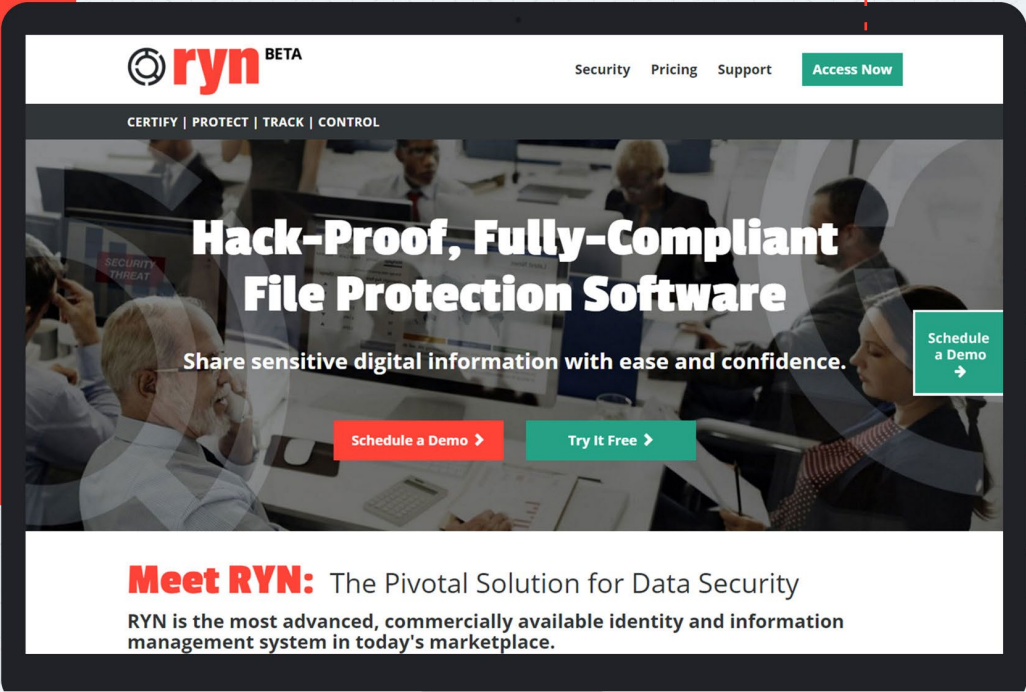 ryn BETA
Security Pricing Support Access Now
CERTIFY | PROTECT | TRACK | CONTROL
SECURITY
THREAT
Hack-Proof, Fully-Compliant
File Protection Software
Share sensitive digital information with ease and confidence.
Schedule
a Demo
Schedule a Demo
Try It Free
Meet RYN: The Pivotal Solution for Data Security
RYN is the most advanced, commercially available identity and information
management system in today's marketplace.